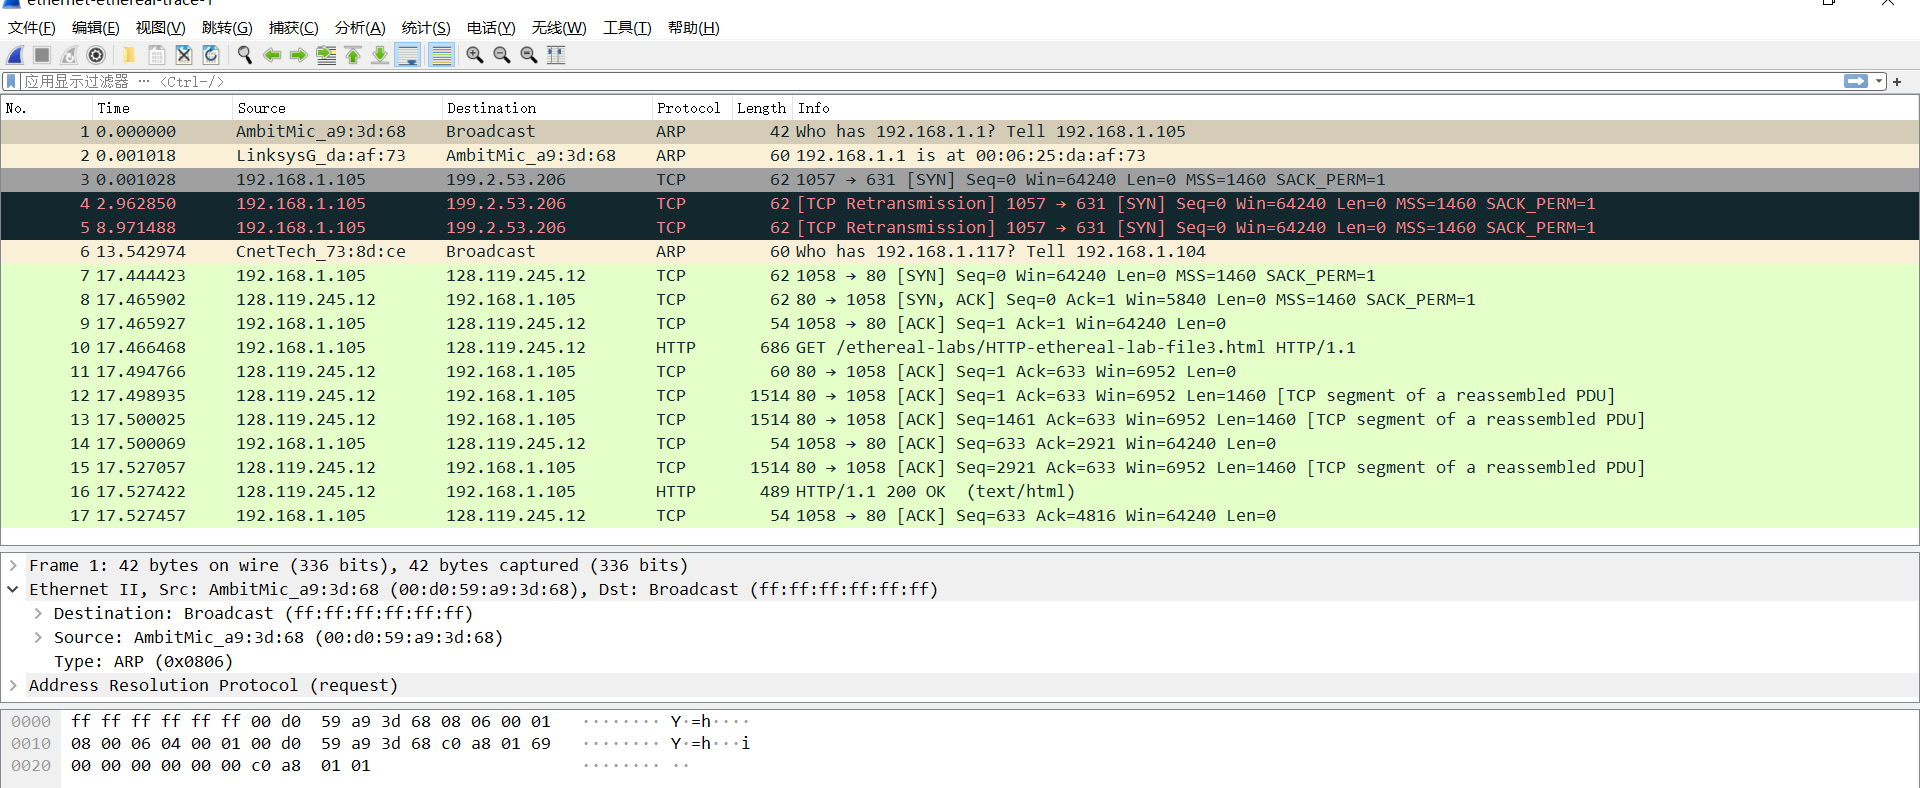 ethernet-ethereal-trace-1
文件(F) 编辑(E) 视图(V) 跳转(G) 捕获(C) 分析(A) 统计(S) 电话(Y) 无线(W) 工具(T) 帮助(H)
应用显示过滤器 ⋯ <Ctrl-/>
No. Time Source Destination Protocol Length Info
1 0.000000 AmbitMic_a9:3d:68 Broadcast ARP 42 Who has 192.168.1.1? Tell 192.168.1.105
2 0.001018 LinksysG_da:af:73 AmbitMic_a9:3d:68 ARP 60 192.168.1.1 is at 00:06:25:da:af:73
3 0.001028 192.168.1.105 199.2.53.206 TCP 62 1057 → 631 [SYN] Seq=0 Win=64240 Len=0 MSS=1460 SACK_PERM=1
4 2.962850 192.168.1.105 199.2.53.206 TCP 62 [TCP Retransmission] 1057 → 631 [SYN] Seq=0 Win=64240 Len=0 MSS=1460 SACK_PERM=1
5 8.971488 192.168.1.105 199.2.53.206 TCP 62 [TCP Retransmission] 1057 → 631 [SYN] Seq=0 Win=64240 Len=0 MSS=1460 SACK_PERM=1
6 13.542974 CnetTech_73:8d:ce Broadcast ARP 60 Who has 192.168.1.117? Tell 192.168.1.104
7 17.444423 192.168.1.105 128.119.245.12 TCP 62 1058 → 80 [SYN] Seq=0 Win=64240 Len=0 MSS=1460 SACK_PERM=1
8 17.465902 128.119.245.12 192.168.1.105 TCP 62 80 → 1058 [SYN, ACK] Seq=0 Ack=1 Win=5840 Len=0 MSS=1460 SACK_PERM=1
9 17.465927 192.168.1.105 128.119.245.12 TCP 54 1058 → 80 [ACK] Seq=1 Ack=1 Win=64240 Len=0
10 17.466468 192.168.1.105 128.119.245.12 HTTP 686 GET /ethereal-labs/HTTP-ethereal-lab-file3.html HTTP/1.1
11 17.494766 128.119.245.12 192.168.1.105 TCP 60 80 → 1058 [ACK] Seq=1 Ack=633 Win=6952 Len=0
12 17.498935 128.119.245.12 192.168.1.105 TCP 1514 80 → 1058 [ACK] Seq=1 Ack=633 Win=6952 Len=1460 [TCP segment of a reassembled PDU]
13 17.500025 128.119.245.12 192.168.1.105 TCP 1514 80 → 1058 [ACK] Seq=1461 Ack=633 Win=6952 Len=1460 [TCP segment of a reassembled PDU]
14 17.500069 192.168.1.105 128.119.245.12 TCP 54 1058 → 80 [ACK] Seq=633 Ack=2921 Win=64240 Len=0
15 17.527057 128.119.245.12 192.168.1.105 TCP 1514 80 → 1058 [ACK] Seq=2921 Ack=633 Win=6952 Len=1460 [TCP segment of a reassembled PDU]
16 17.527422 128.119.245.12 192.168.1.105 HTTP 489 HTTP/1.1 200 OK (text/html)
17 17.527457 192.168.1.105 128.119.245.12 TCP 54 1058 → 80 [ACK] Seq=633 Ack=4816 Win=64240 Len=0
Frame 1: 42 bytes on wire (336 bits), 42 bytes captured (336 bits)
Ethernet II, Src: AmbitMic_a9:3d:68 (00:d0:59:a9:3d:68), Dst: Broadcast (ff:ff:ff:ff:ff:ff)
Destination: Broadcast (ff:ff:ff:ff:ff:ff)
Source: AmbitMic_a9:3d:68 (00:d0:59:a9:3d:68)
Type: ARP (0x0806)
Address Resolution Protocol (request)
0000 ff ff ff ff ff ff 00 d0 59 a9 3d 68 08 06 00 01 ········ Y·=h····
0010 08 00 06 04 00 01 00 d0 59 a9 3d 68 c0 a8 01 69 ········ Y·=h···i
0020 00 00 00 00 00 00 c0 a8 01 01 ········ ··